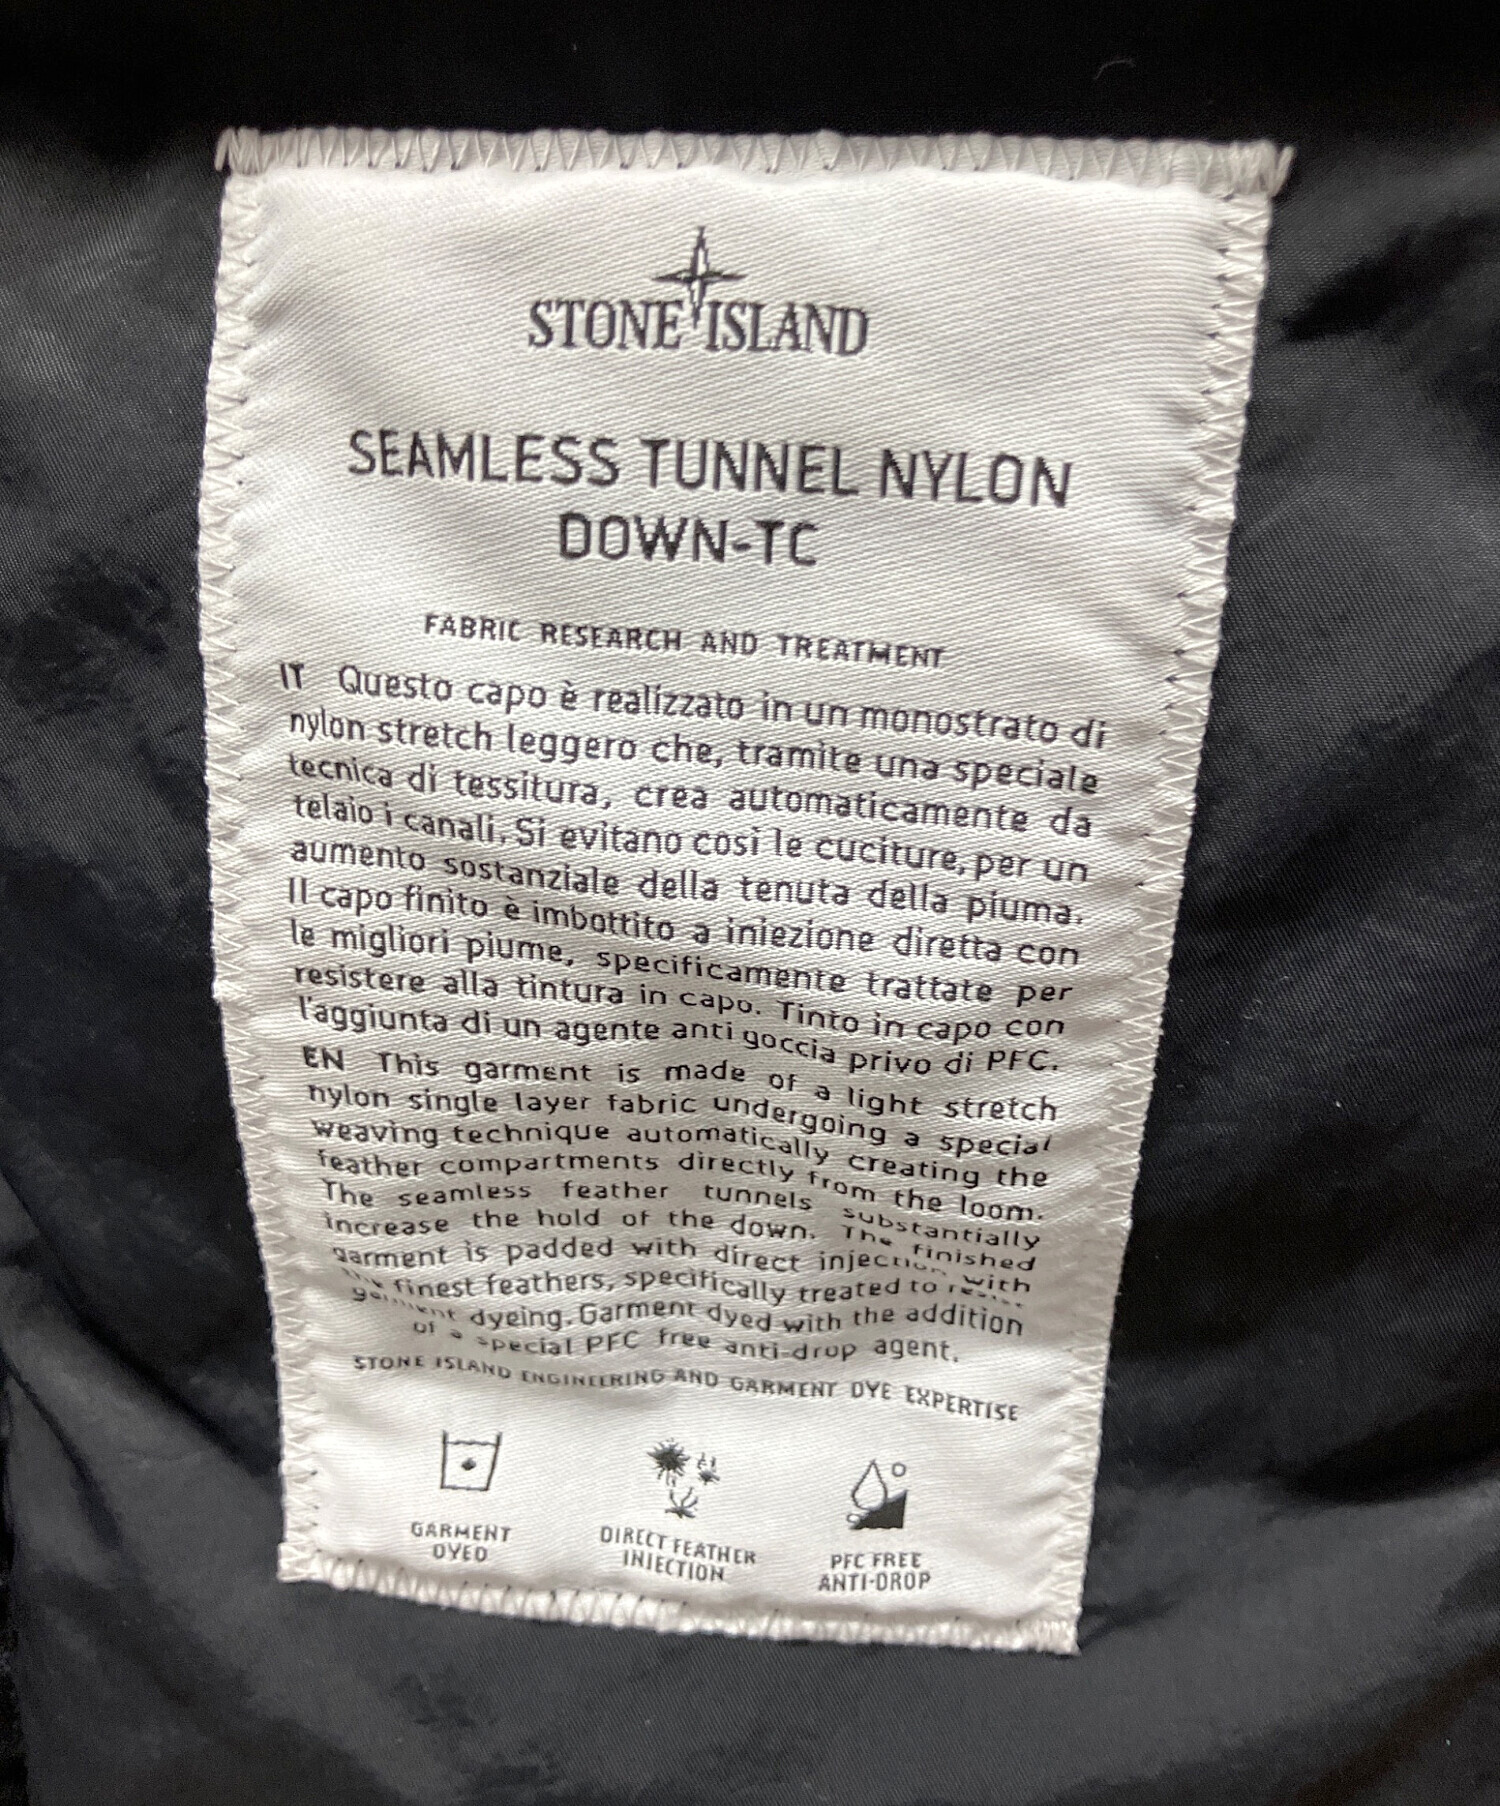 STONE ISLAND
SEAMLESS TUNNEL NYLON
DOWN-TC
FABRIC RESEARCH AND TREATMENT
IT Questo capo è realizzato in un monostrato di
nylon stretch leggero che, tramite una speciale
tecnica di tessitura, crea automaticamente da
telaio i canali. Si evitano così le cuciture, per un
aumento sostanziale della tenuta della piuma.
Il capo finito è imbottito a iniezione diretta con
le migliori piume, specificamente trattate per
resistere alla tintura in capo. Tinto in capo con
l'aggiunta di un agente anti goccia privo di PFC.
EN This garment is made of a light stretch
nylon single layer fabric undergoing a special
weaving technique automatically creating the
feather compartments directly from the loom.
The seamless feather tunnels substantially
increase the hold of the down. The finished
garment is padded with direct injection with
the finest feathers, specifically treated to resist
garment dyeing. Garment dyed with the addition
of a special PFC free anti-drop agent.
STONE ISLAND ENGINEERING AND GARMENT DYE EXPERTISE
GARMENT
DYED
DIRECT FEATHER
INJECTION
PFC FREE
ANTI-DROP